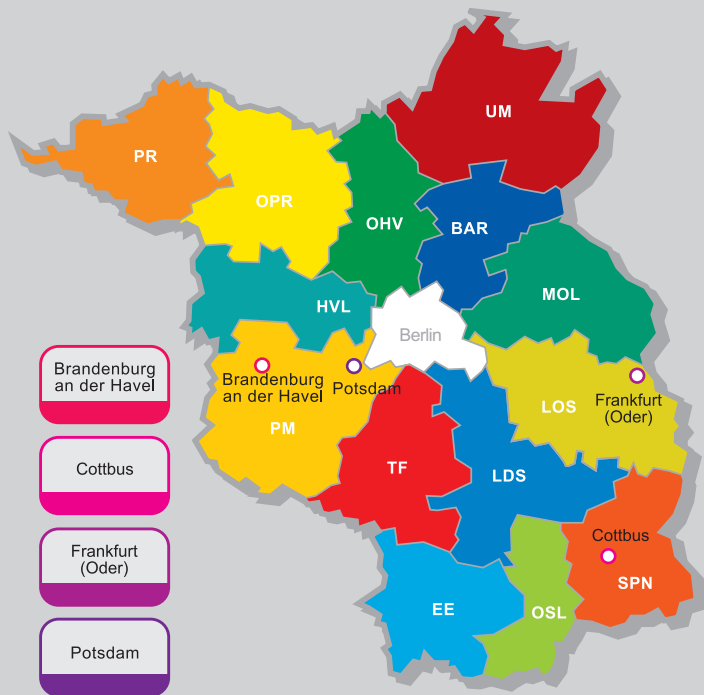 UM
PR
OPR
OHV
BAR
MOL
HVL
Berlin
Brandenburg
an der Havel
Potsdam
Frankfurt
(Oder)
LOS
PM
TF
LDS
Cottbus
SPN
EE
OSL
Brandenburg
an der Havel
Cottbus
Frankfurt
(Oder)
Potsdam